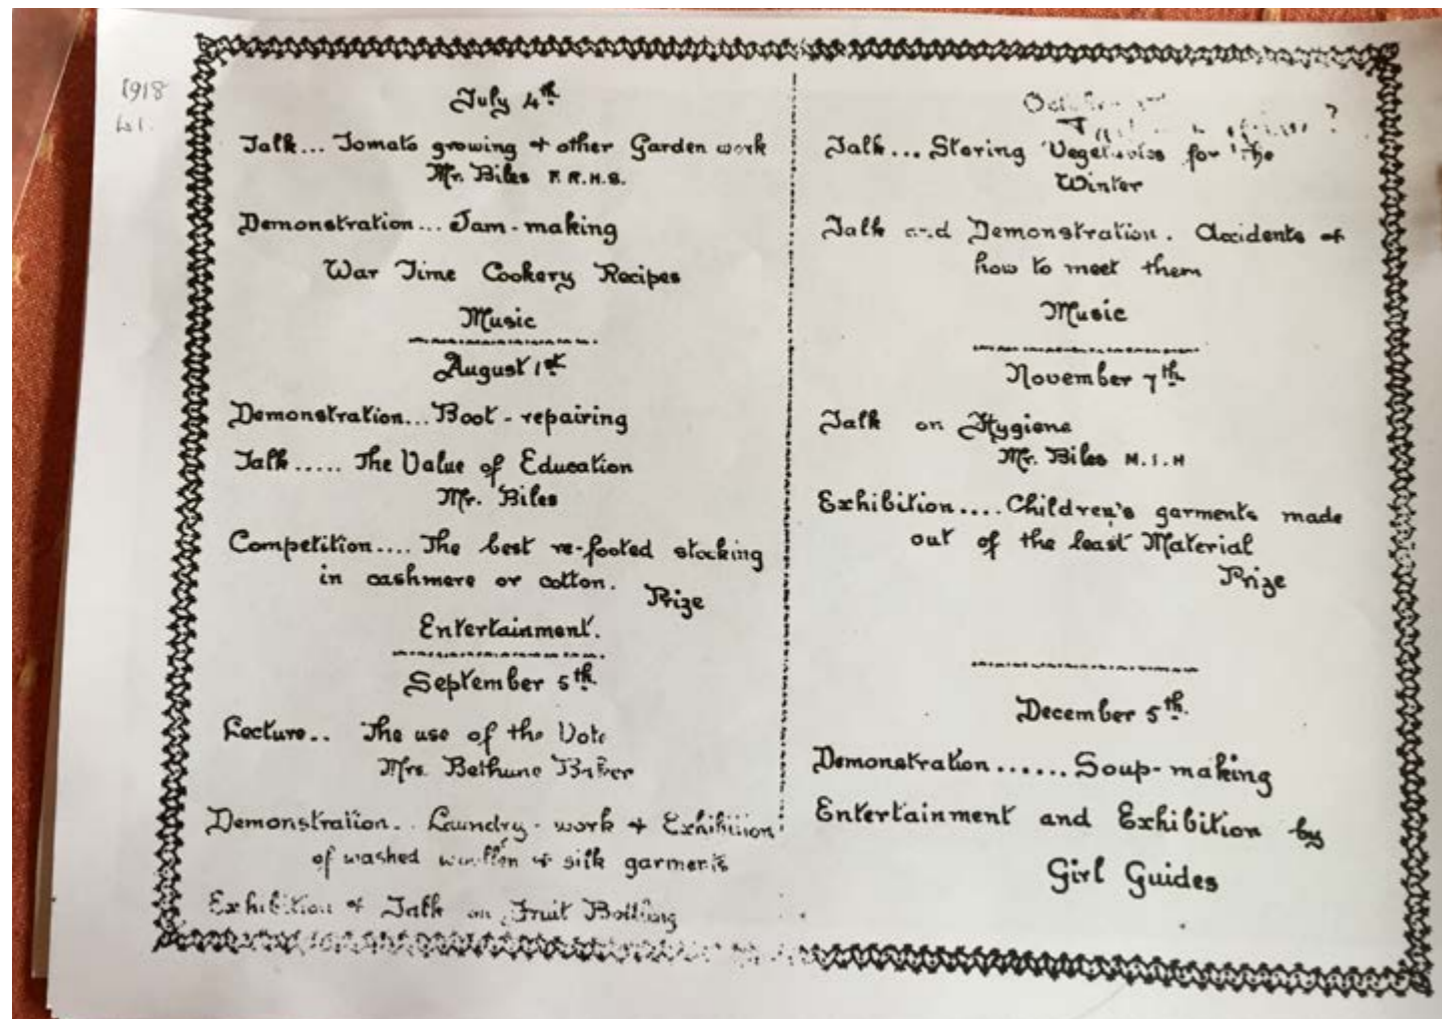 1918
July 4th
Talk... Tomato growing + other Garden work
Mr. Biles F.R.H.S.
Demonstration... Jam-making
War Time Cookery Recipes
Music
August 1st
Demonstration... Boot-repairing
Talk..... The Value of Education
Mr. Biles
Competition.... The best re-footed stocking
in cashmere or cotton.
Prize
Entertainment.
September 5th
Lecture.. The use of the Vote
Mrs. Bethune Baker
Demonstration.. Laundry-work + Exhibition
of washed woollen + silk garments
Exhibition + Talk on Fruit Bottling
October
Talk... Storing Vegetables for the
Winter
Talk and Demonstration. Accidents +
how to meet them
Music
November 7th
Talk on Hygiene
Mr. Biles M.S.H
Exhibition.... Children's garments made
out of the least Material
Prize
December 5th.
Demonstration...... Soup-making
Entertainment and Exhibition by
Girl Guides